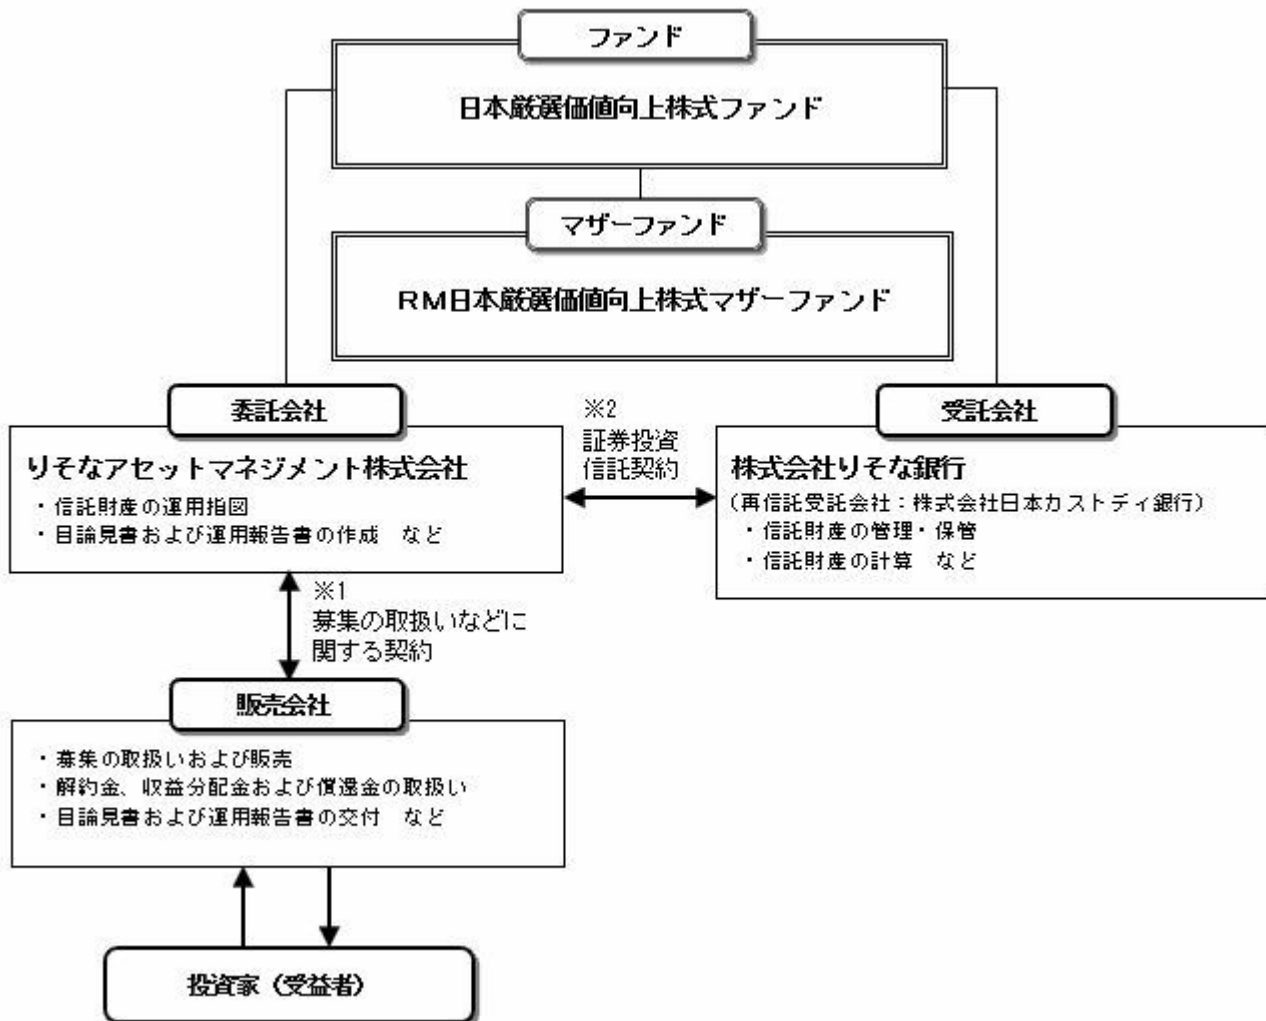 ファンド
日本厳選価値向上株式ファンド
マザーファンド
RM日本厳選価値向上株式マザーファンド
委託会社
りそなアセットマネジメント株式会社
・信託財産の運用指図
・目論見書および運用報告書の作成　など
※2
証券投資
信託契約
受託会社
株式会社りそな銀行
(再信託受託会社：株式会社日本カストディ銀行)
・信託財産の管理・保管
・信託財産の計算　など
※1
募集の取扱いなどに
関する契約
販売会社
・募集の取扱いおよび販売
・解約金、収益分配金および償還金の取扱い
・目論見書および運用報告書の交付　など
投資家（受益者）